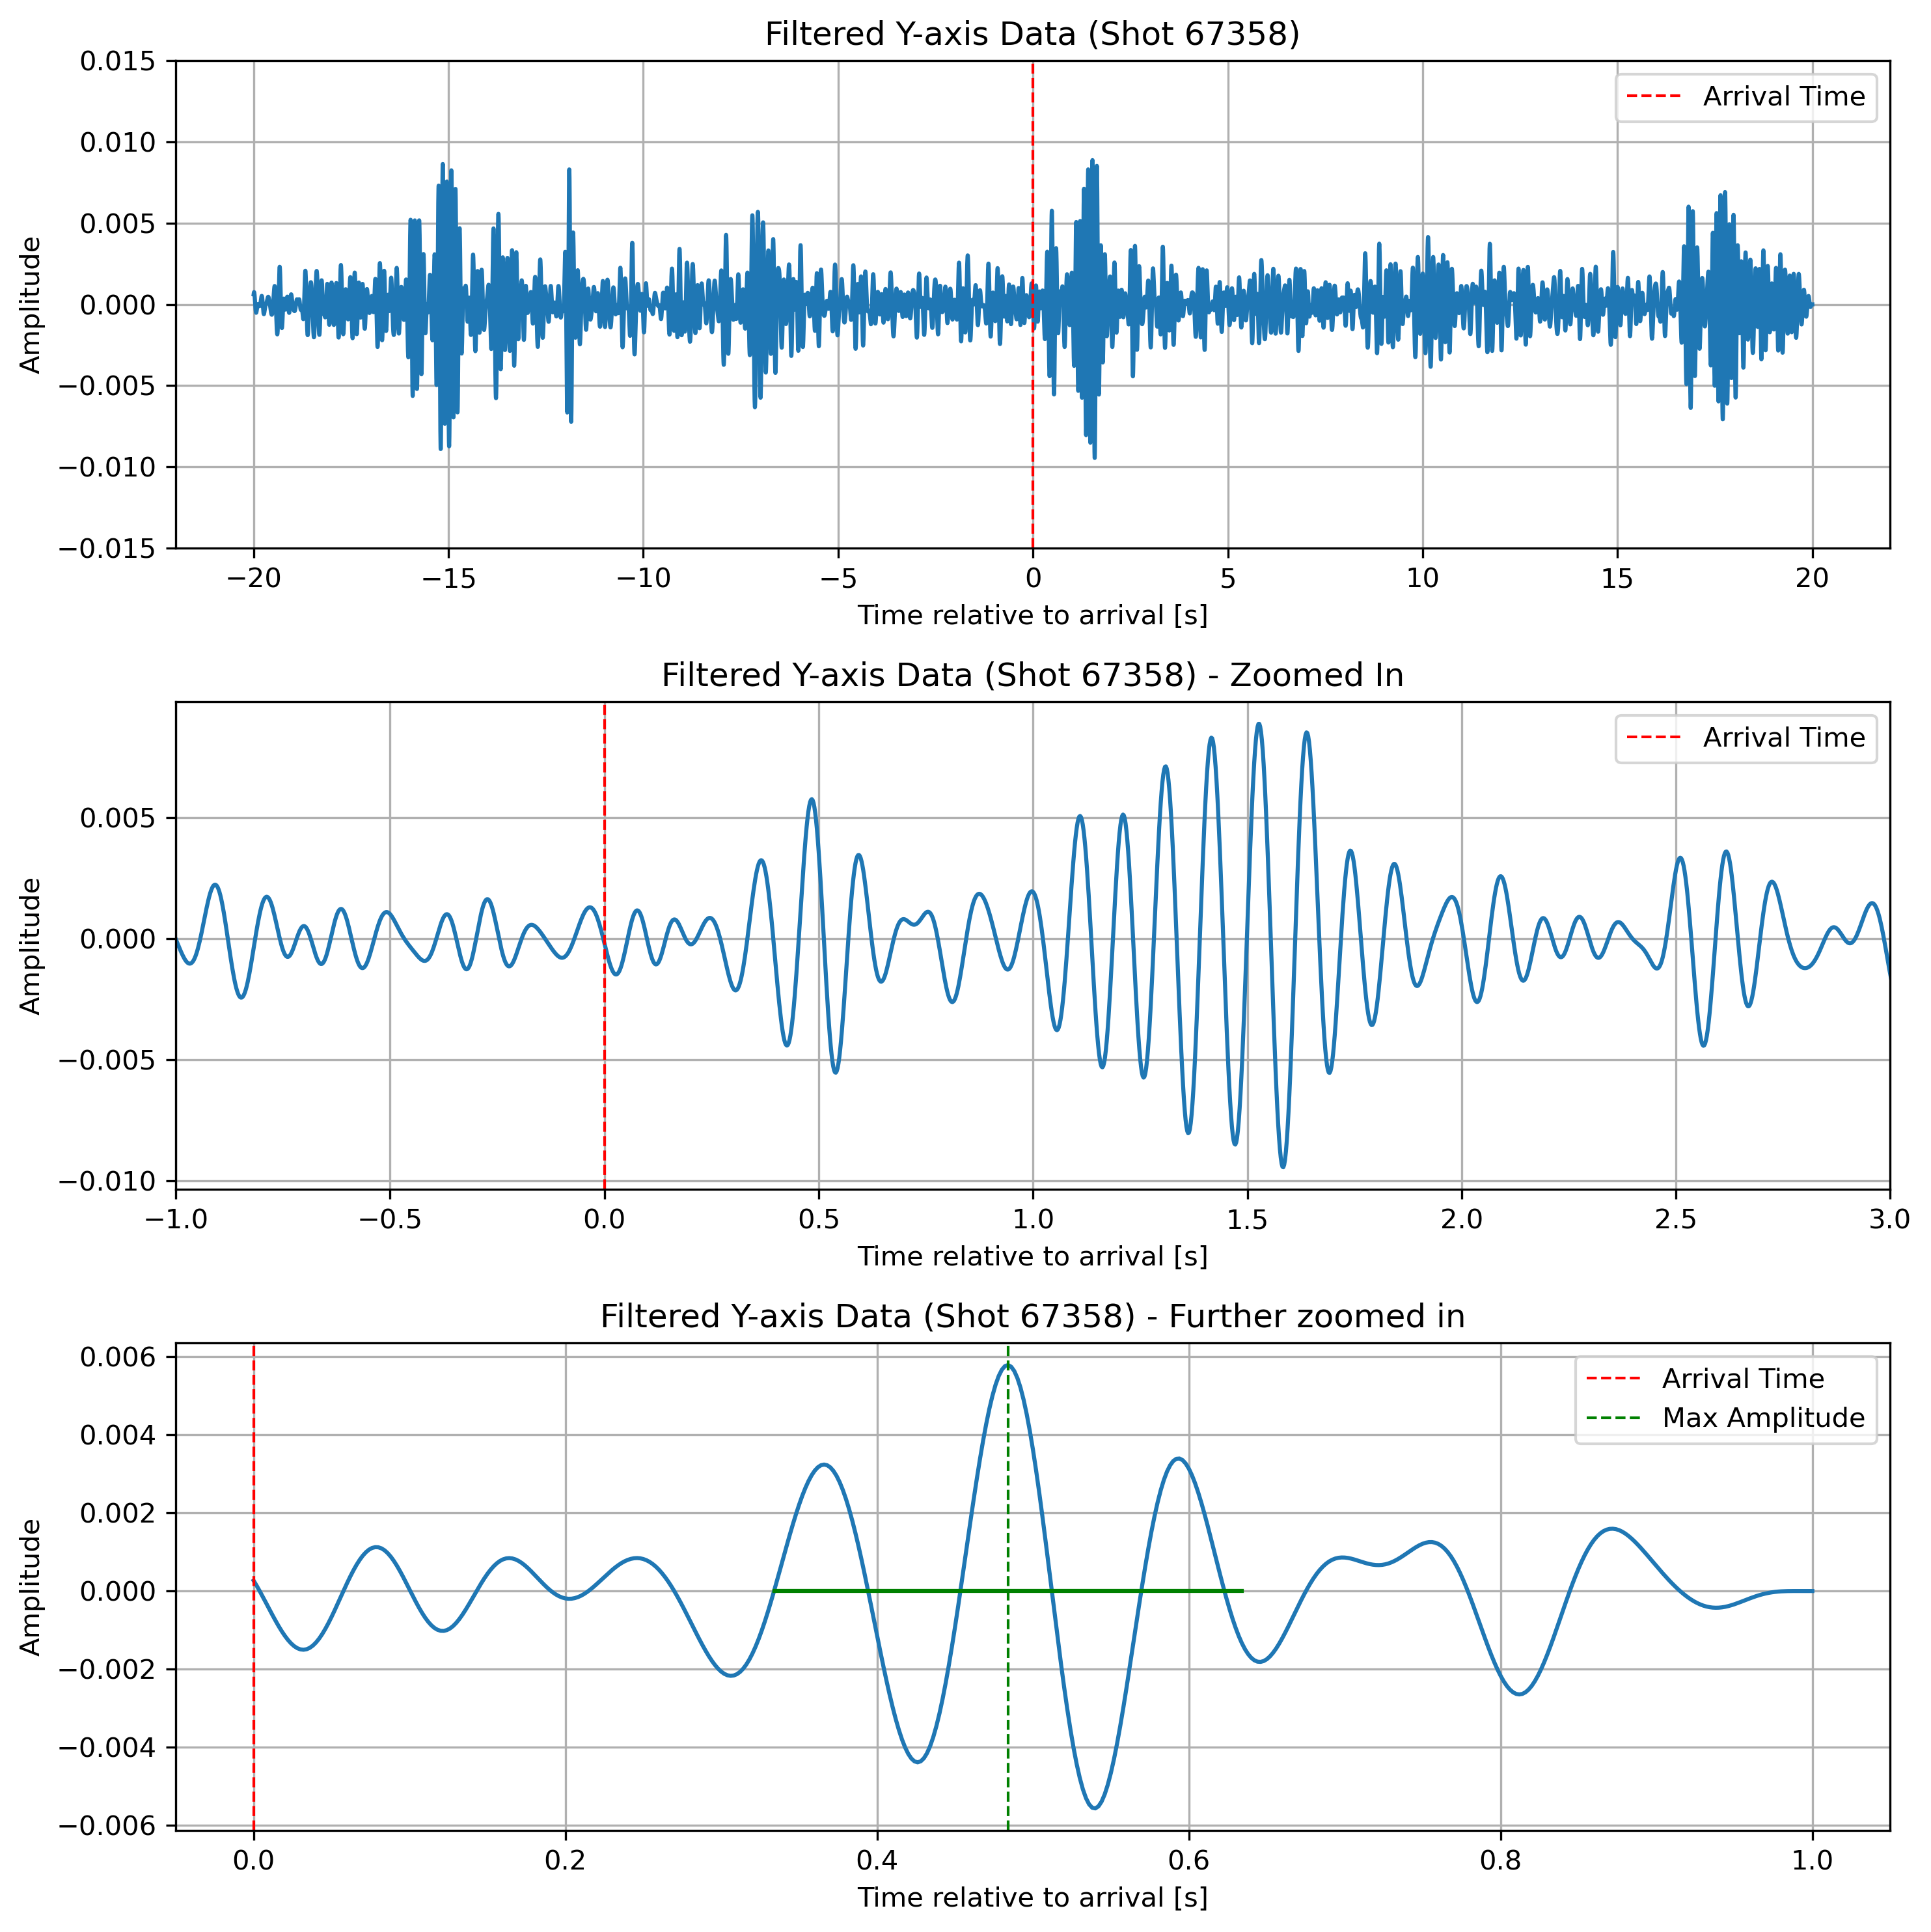 Filtered Y-axis Data (Shot 67358)
0.015
0.010
0.005
0.000
−0.005
−0.010
−0.015
Amplitude
Arrival Time
−20 −15 −10 −5 0 5 10 15 20
Time relative to arrival [s]
Filtered Y-axis Data (Shot 67358) - Zoomed In
0.005
0.000
−0.005
−0.010
Amplitude
Arrival Time
−1.0 −0.5 0.0 0.5 1.0 1.5 2.0 2.5 3.0
Time relative to arrival [s]
Filtered Y-axis Data (Shot 67358) - Further zoomed in
0.006
0.004
0.002
0.000
−0.002
−0.004
−0.006
Amplitude
Arrival Time
Max Amplitude
0.0 0.2 0.4 0.6 0.8 1.0
Time relative to arrival [s]